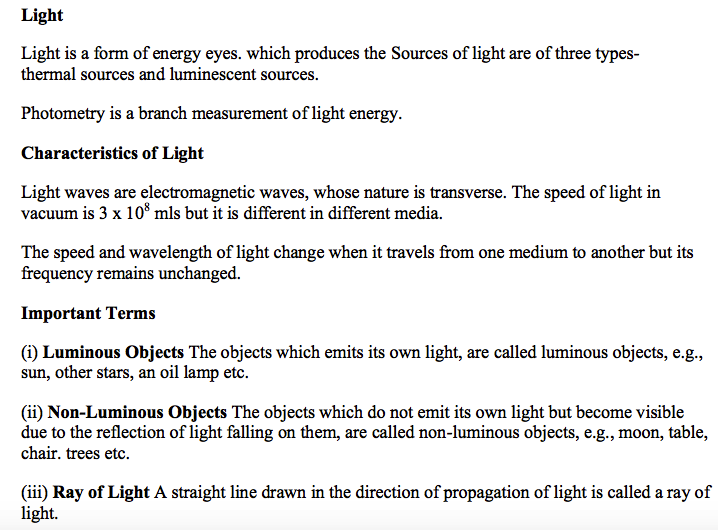 Light
Light is a form of energy eyes. which produces the Sources of light are of three types-
thermal sources and luminescent sources.
Photometry is a branch measurement of light energy.
Characteristics of Light
Light waves are electromagnetic waves, whose nature is transverse. The speed of light in
vacuum is 3 x 10⁸ mls but it is different in different media.
The speed and wavelength of light change when it travels from one medium to another but its
frequency remains unchanged.
Important Terms
(i) Luminous Objects The objects which emits its own light, are called luminous objects, e.g.,
sun, other stars, an oil lamp etc.
(ii) Non-Luminous Objects The objects which do not emit its own light but become visible
due to the reflection of light falling on them, are called non-luminous objects, e.g., moon, table,
chair. trees etc.
(iii) Ray of Light A straight line drawn in the direction of propagation of light is called a ray of
light.